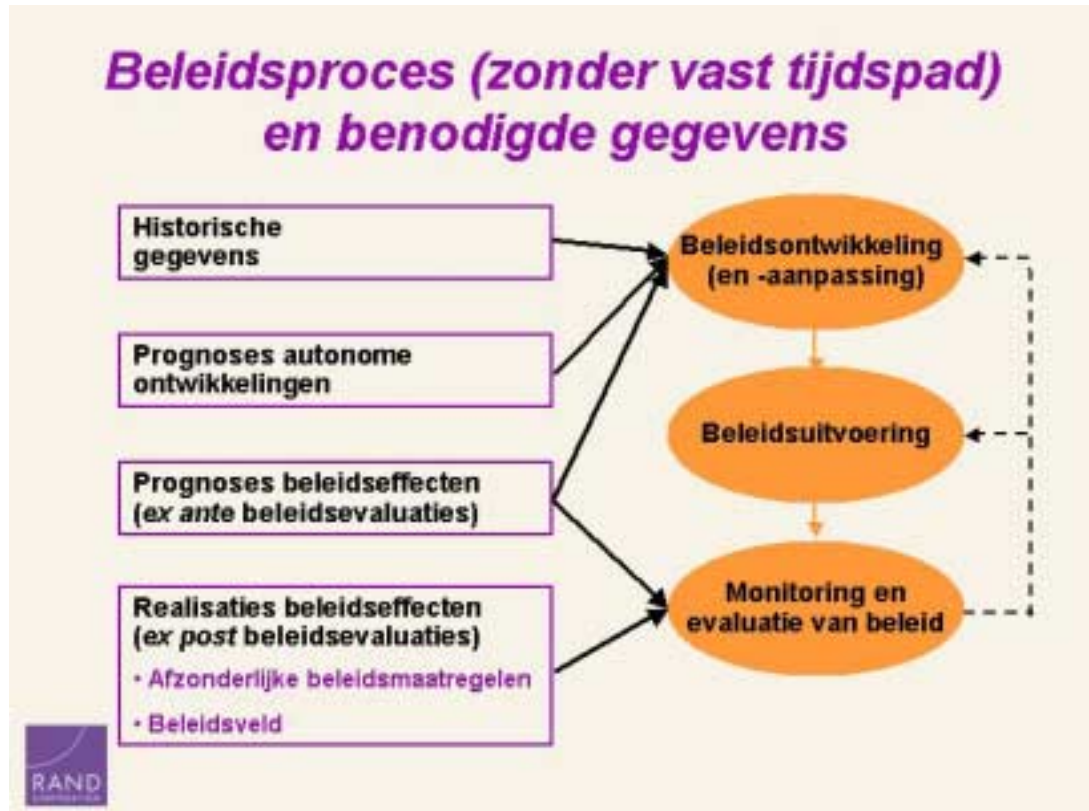 Beleidsproces (zonder vast tijdspad)
en benodigde gegevens
Historische
gegevens
Prognoses autonome
ontwikkelingen
Prognoses beleidseffecten
(ex ante beleidsevaluaties)
Realisaties beleidseffecten
(ex post beleidsevaluaties)
• Afzonderlijke beleidsmaatregelen
• Beleidsveld
Beleidsontwikkeling
(en -aanpassing)
Beleidsuitvoering
Monitoring en
evaluatie van beleid
RAND